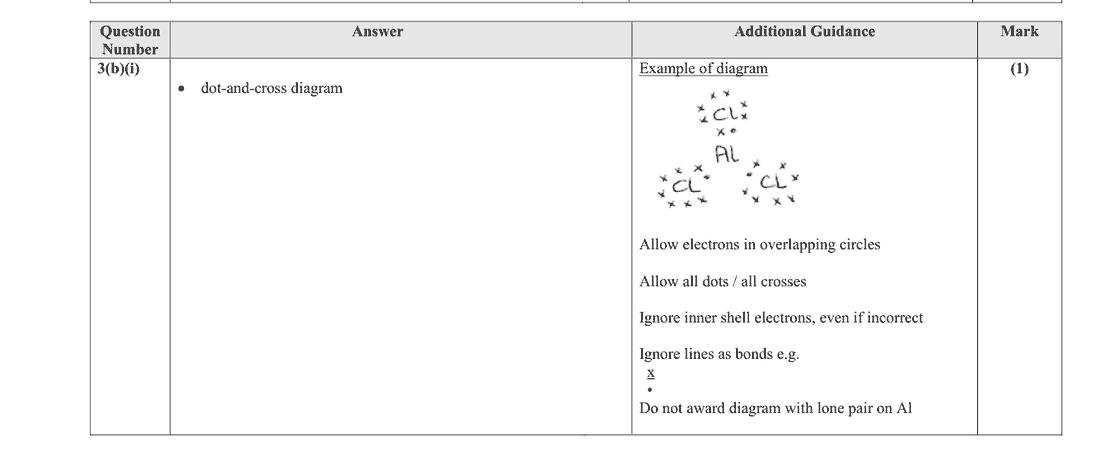 Question Number
Answer
Additional Guidance
Mark
3(b)(i)
• dot-and-cross diagram
Example of diagram
(1)
x x
x Cl x
x x
x •
Al
x x x x x
x Cl • • Cl x
x x
x x x x x x
Allow electrons in overlapping circles
Allow all dots / all crosses
Ignore inner shell electrons, even if incorrect
Ignore lines as bonds e.g.
x
•
Do not award diagram with lone pair on Al